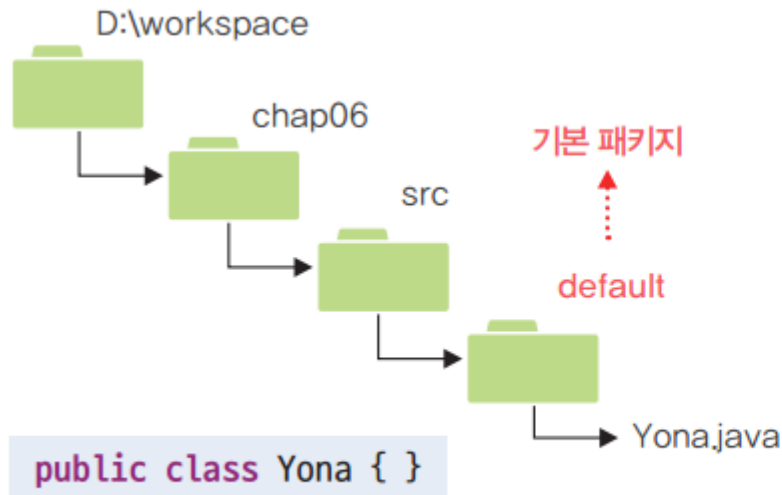 D:\workspace
chap06
기본 패키지
src
default
Yona.java
public class Yona { }